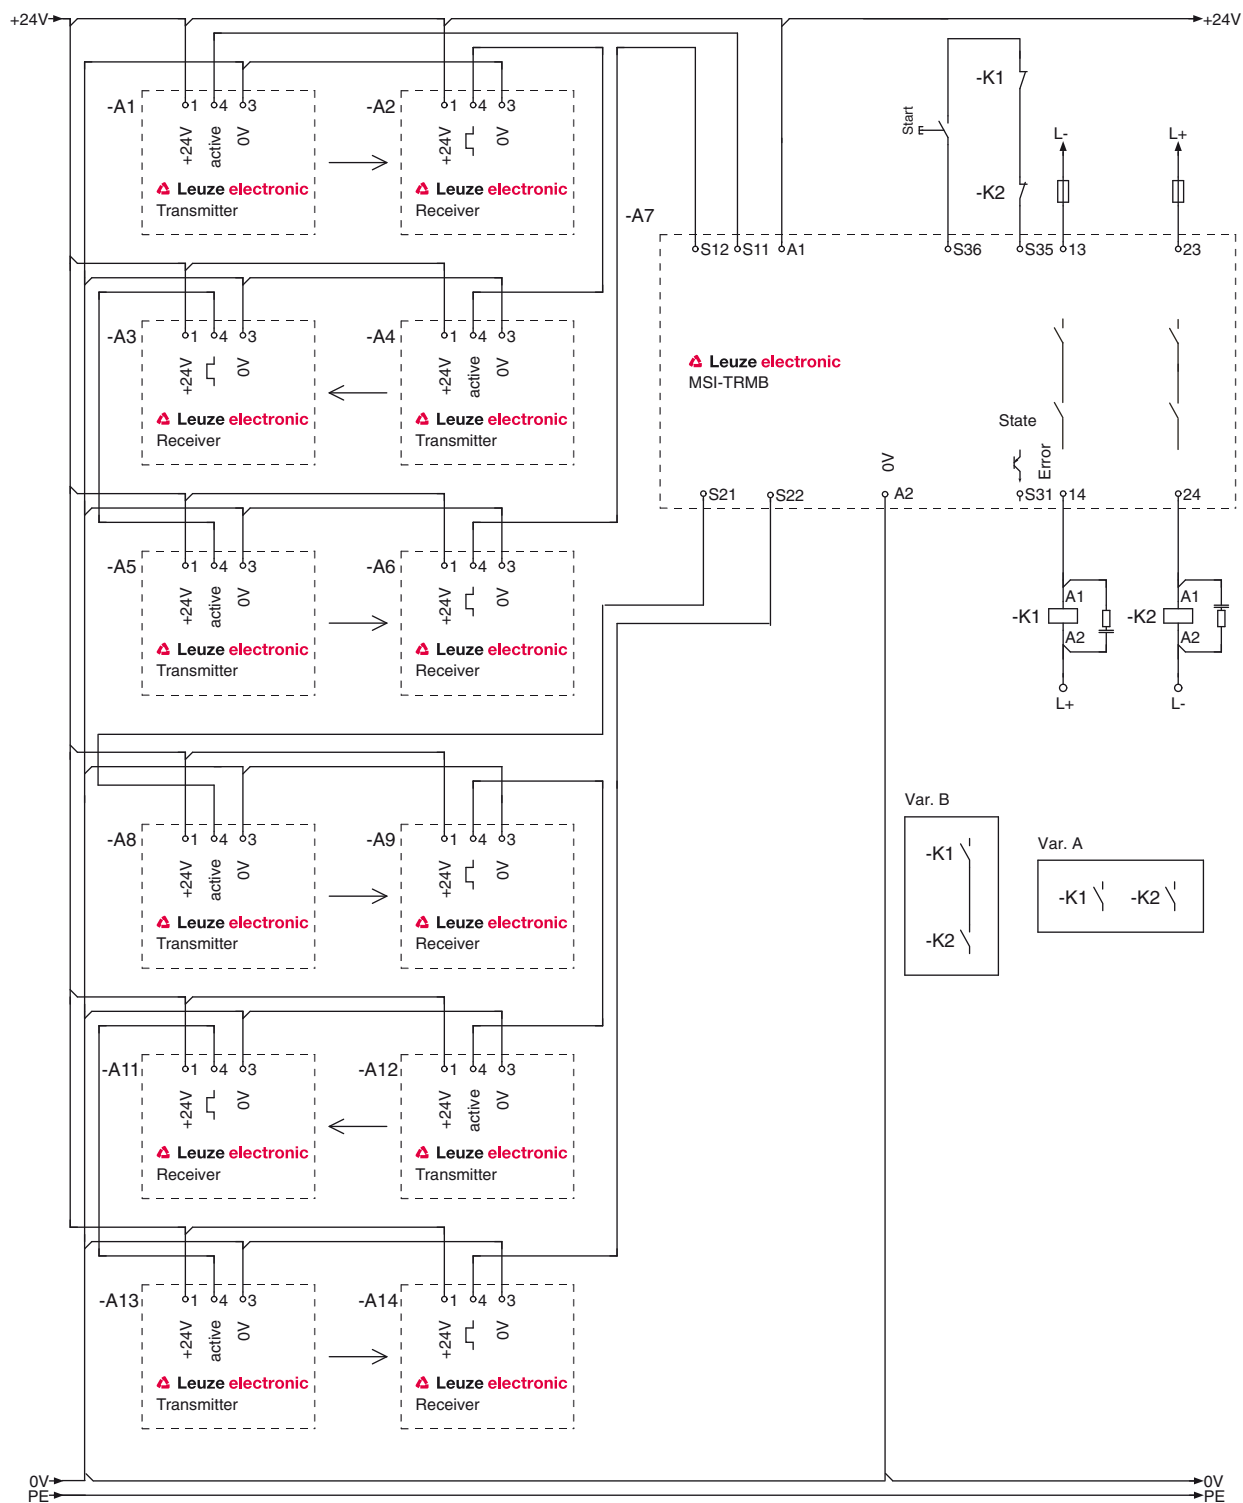 +24V
+24V
-A1
1 4 3
+24V
active
0V
Leuze electronic
Transmitter
-A2
1 4 3
+24V
0V
Leuze electronic
Receiver
-A3
1 4 3
+24V
0V
Leuze electronic
Receiver
-A4
1 4 3
+24V
active
0V
Leuze electronic
Transmitter
-A5
1 4 3
+24V
active
0V
Leuze electronic
Transmitter
-A6
1 4 3
+24V
0V
Leuze electronic
Receiver
-A8
1 4 3
+24V
active
0V
Leuze electronic
Transmitter
-A9
1 4 3
+24V
0V
Leuze electronic
Receiver
-A11
1 4 3
+24V
0V
Leuze electronic
Receiver
-A12
1 4 3
+24V
active
0V
Leuze electronic
Transmitter
-A13
1 4 3
+24V
active
0V
Leuze electronic
Transmitter
-A14
1 4 3
+24V
0V
Leuze electronic
Receiver
-K1
Start
L-
L+
-K2
-A7
S12 S11 A1 S36 S35 13 23
Leuze electronic
MSI-TRMB
State
Error
0V
S21 S22 A2 S31 14 24
-K1
A1
A2
L+
-K2
A1
A2
L-
Var. B
-K1
-K2
Var. A
-K1 -K2
0V
0V
PE
PE